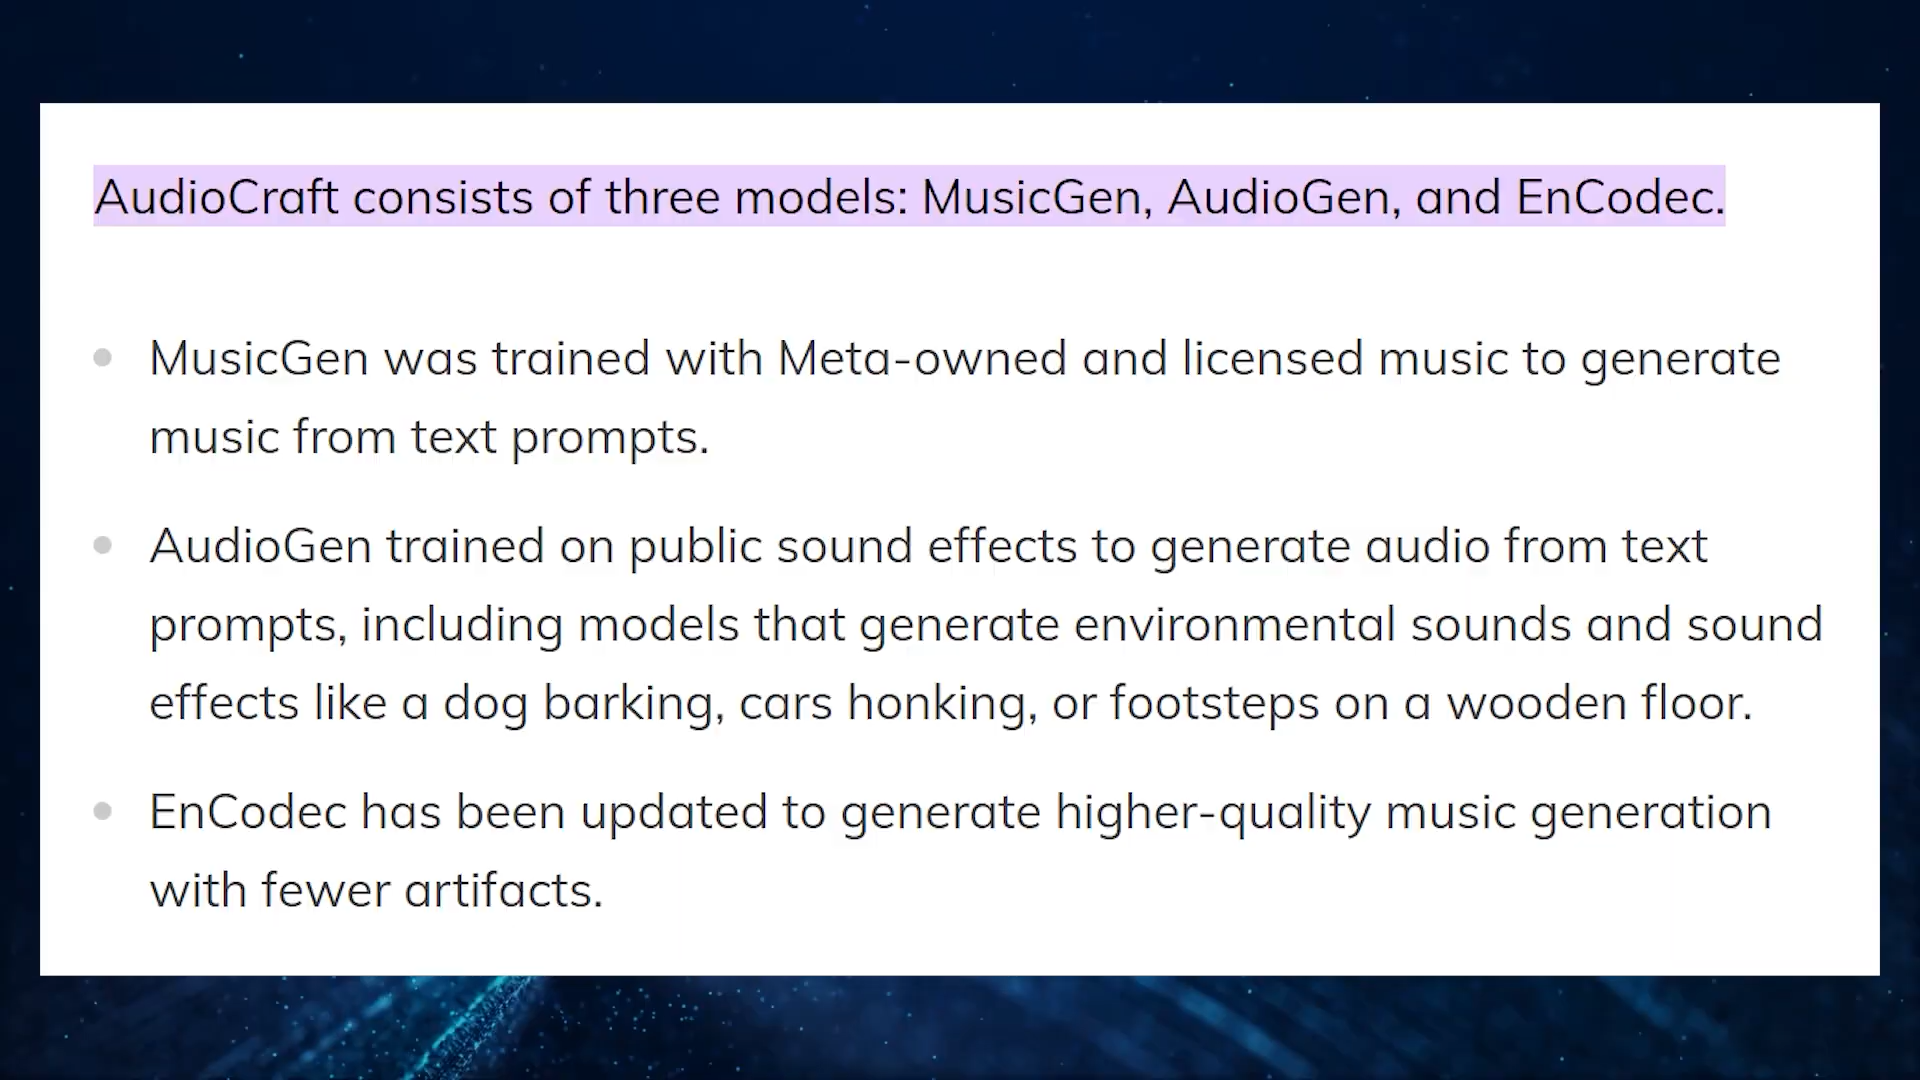 AudioCraft consists of three models: MusicGen, AudioGen, and EnCodec.
MusicGen was trained with Meta-owned and licensed music to generate
music from text prompts.
AudioGen trained on public sound effects to generate audio from text
prompts, including models that generate environmental sounds and sound
effects like a dog barking, cars honking, or footsteps on a wooden floor.
EnCodec has been updated to generate higher-quality music generation
with fewer artifacts.